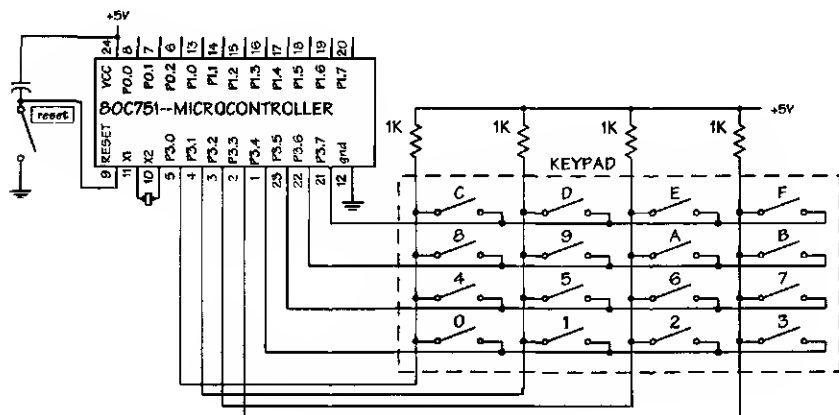 +5V
24 8 7 6 13 14 15 16 17 18 19 20
VCC P0.0 P0.1 P0.2 P1.0 P1.1 P1.2 P1.3 P1.4 P1.5 P1.6 P1.7
80C751--MICROCONTROLLER
reset
RESET X1 X2 P3.0 P3.1 P3.2 P3.3 P3.4 P3.5 P3.6 P3.7 gnd
9 11 10 5 4 3 2 1 23 22 21 12
+5V
1K 1K 1K 1K
KEYPAD
C D E F
8 9 A B
4 5 6 7
0 1 2 3